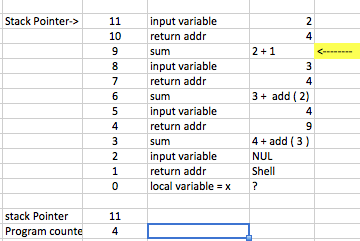 Stack Pointer-> 11 input variable 2
10 return addr 4
9 sum 2 + 1 <--------
8 input variable 3
7 return addr 4
6 sum 3 + add ( 2)
5 input variable 4
4 return addr 9
3 sum 4 + add ( 3 )
2 input variable NUL
1 return addr Shell
0 local variable = x ?
stack Pointer 11
Program counte 4